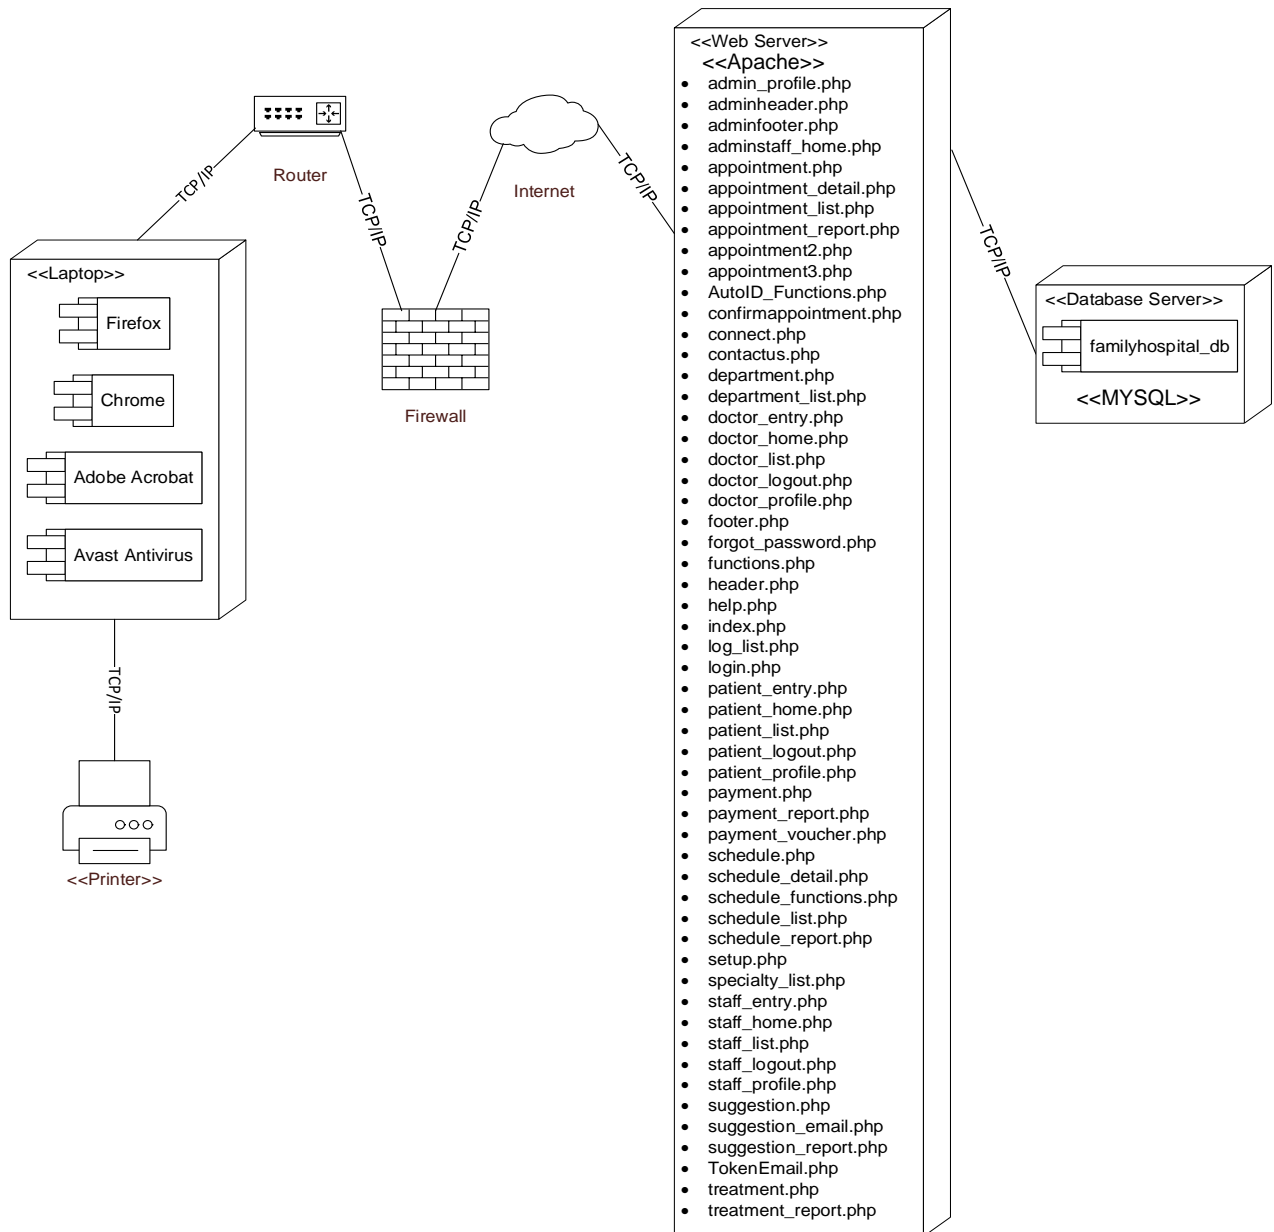 <<Web Server>>
<<Apache>>
• admin_profile.php
• adminheader.php
• adminfooter.php
• adminstaff_home.php
• appointment.php
• appointment_detail.php
• appointment_list.php
• appointment_report.php
• appointment2.php
• appointment3.php
• AutoID_Functions.php
• confirmappointment.php
• connect.php
• contactus.php
• department.php
• department_list.php
• doctor_entry.php
• doctor_home.php
• doctor_list.php
• doctor_logout.php
• doctor_profile.php
• footer.php
• forgot_password.php
• functions.php
• header.php
• help.php
• index.php
• log_list.php
• login.php
• patient_entry.php
• patient_home.php
• patient_list.php
• patient_logout.php
• patient_profile.php
• payment.php
• payment_report.php
• payment_voucher.php
• schedule.php
• schedule_detail.php
• schedule_functions.php
• schedule_list.php
• schedule_report.php
• setup.php
• specialty_list.php
• staff_entry.php
• staff_home.php
• staff_list.php
• staff_logout.php
• staff_profile.php
• suggestion.php
• suggestion_email.php
• suggestion_report.php
• TokenEmail.php
• treatment.php
• treatment_report.php
Router
Internet
TCP/IP
TCP/IP
TCP/IP
TCP/IP
TCP/IP
<<Laptop>>
Firefox
Chrome
Adobe Acrobat
Avast Antivirus
Firewall
<<Database Server>>
familyhospital_db
<<MYSQL>>
TCP/IP
<<Printer>>